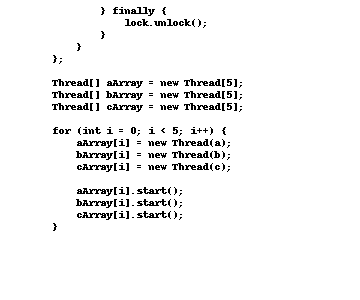 } finally {
lock.unlock();
}
}
};
Thread[] aArray = new Thread[5];
Thread[] bArray = new Thread[5];
Thread[] cArray = new Thread[5];
for (int i = 0; i < 5; i++) {
aArray[i] = new Thread(a);
bArray[i] = new Thread(b);
cArray[i] = new Thread(c);
aArray[i].start();
bArray[i].start();
cArray[i].start();
}